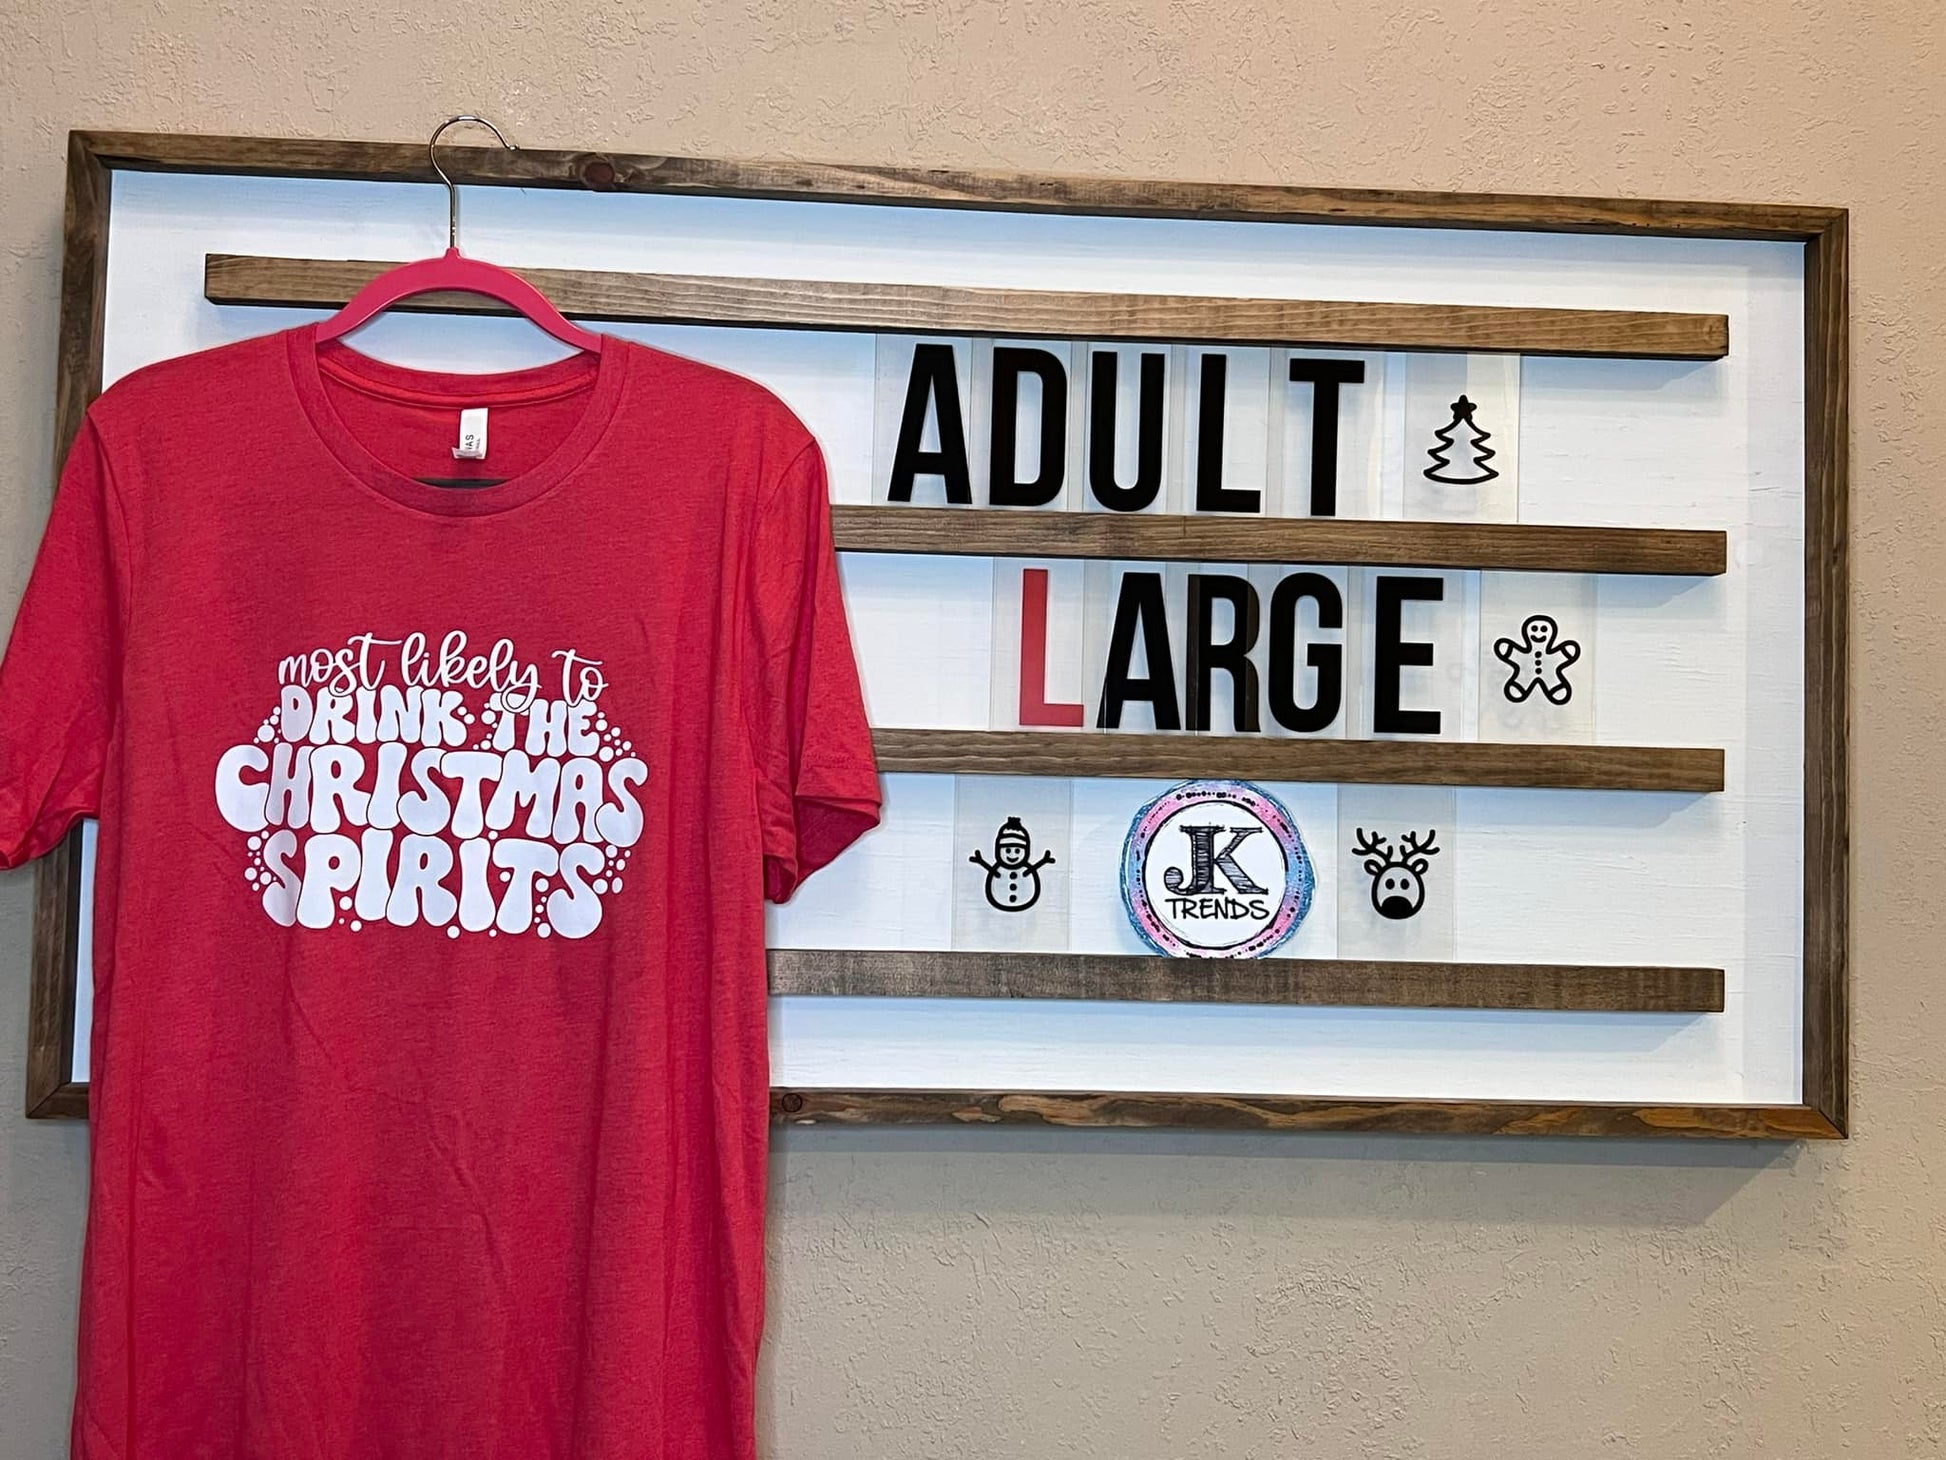 most likely to
DRINK THE
CHRISTMAS
SPIRITS
ADULT
LARGE
JK
TRENDS